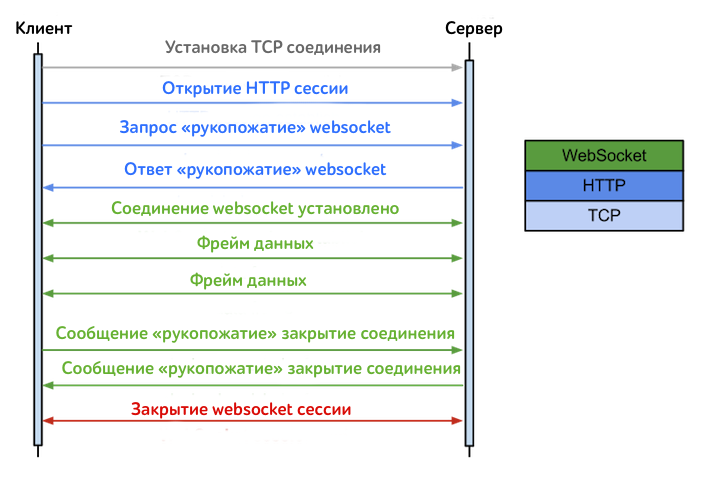 Клиент
Сервер
Установка TCP соединения
Открытие HTTP сессии
Запрос «рукопожатие» websocket
Ответ «рукопожатие» websocket
Соединение websocket установлено
Фрейм данных
Фрейм данных
Сообщение «рукопожатие» закрытие соединения
Сообщение «рукопожатие» закрытие соединения
Закрытие websocket сессии
WebSocket
HTTP
TCP